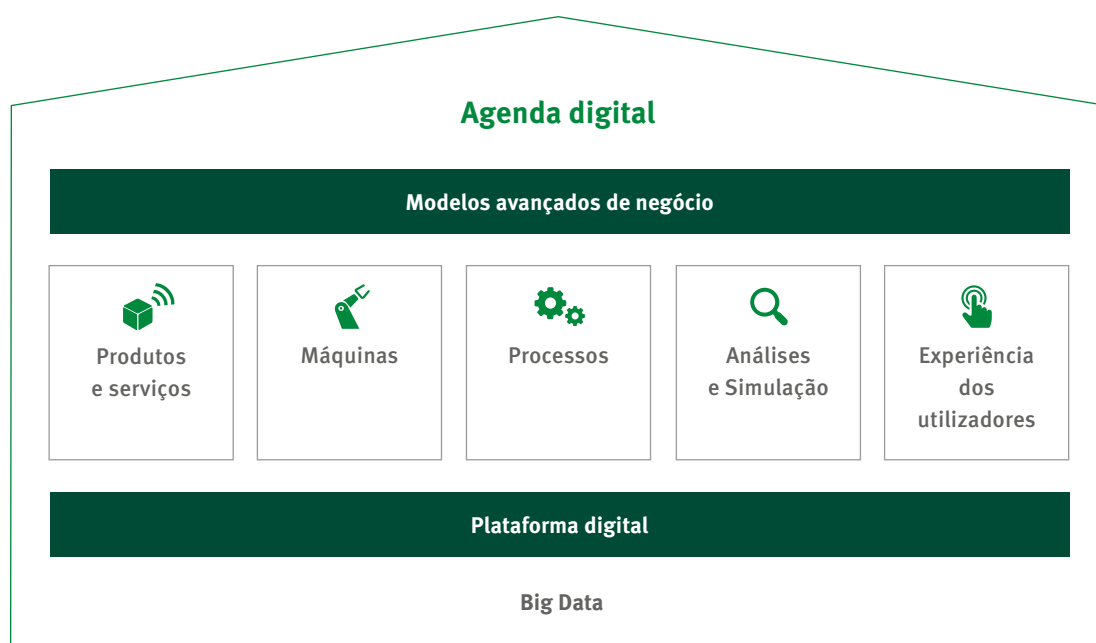 Agenda digital
Modelos avançados de negócio
Produtos
e serviços
Máquinas
Processos
Análises
e Simulação
Experiência
dos
utilizadores
Plataforma digital
Big Data